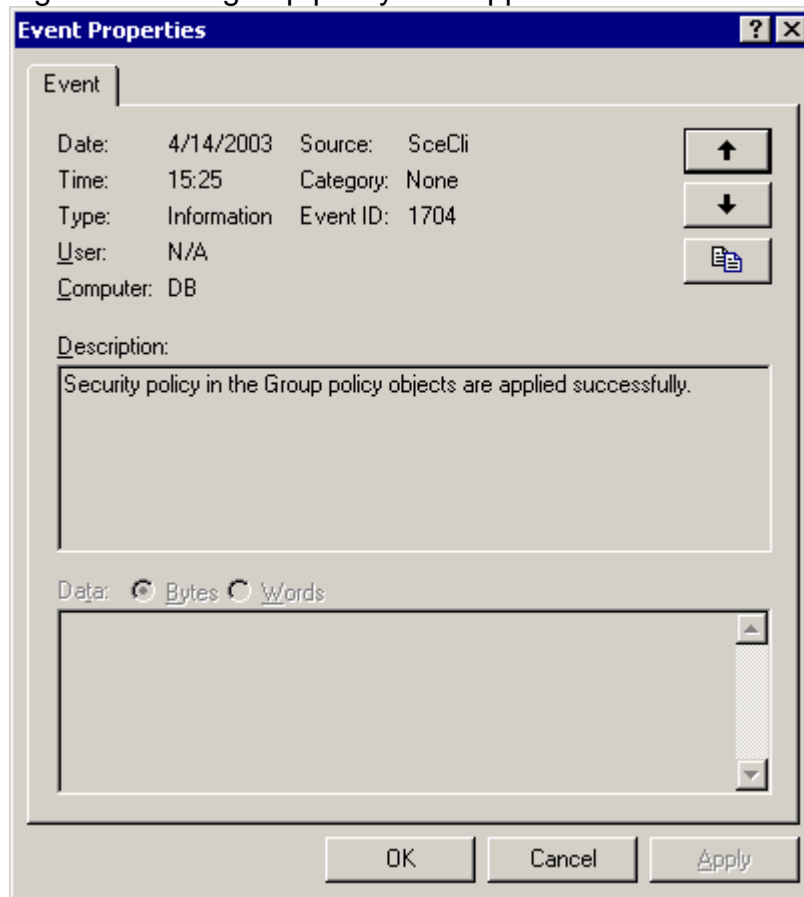 Event Properties
Event
Date: 4/14/2003 Source: SceCli
Time: 15:25 Category: None
Type: Information Event ID: 1704
User: N/A
Computer: DB
Description:
Security policy in the Group policy objects are applied successfully.
Data: Bytes Words
OK Cancel Apply